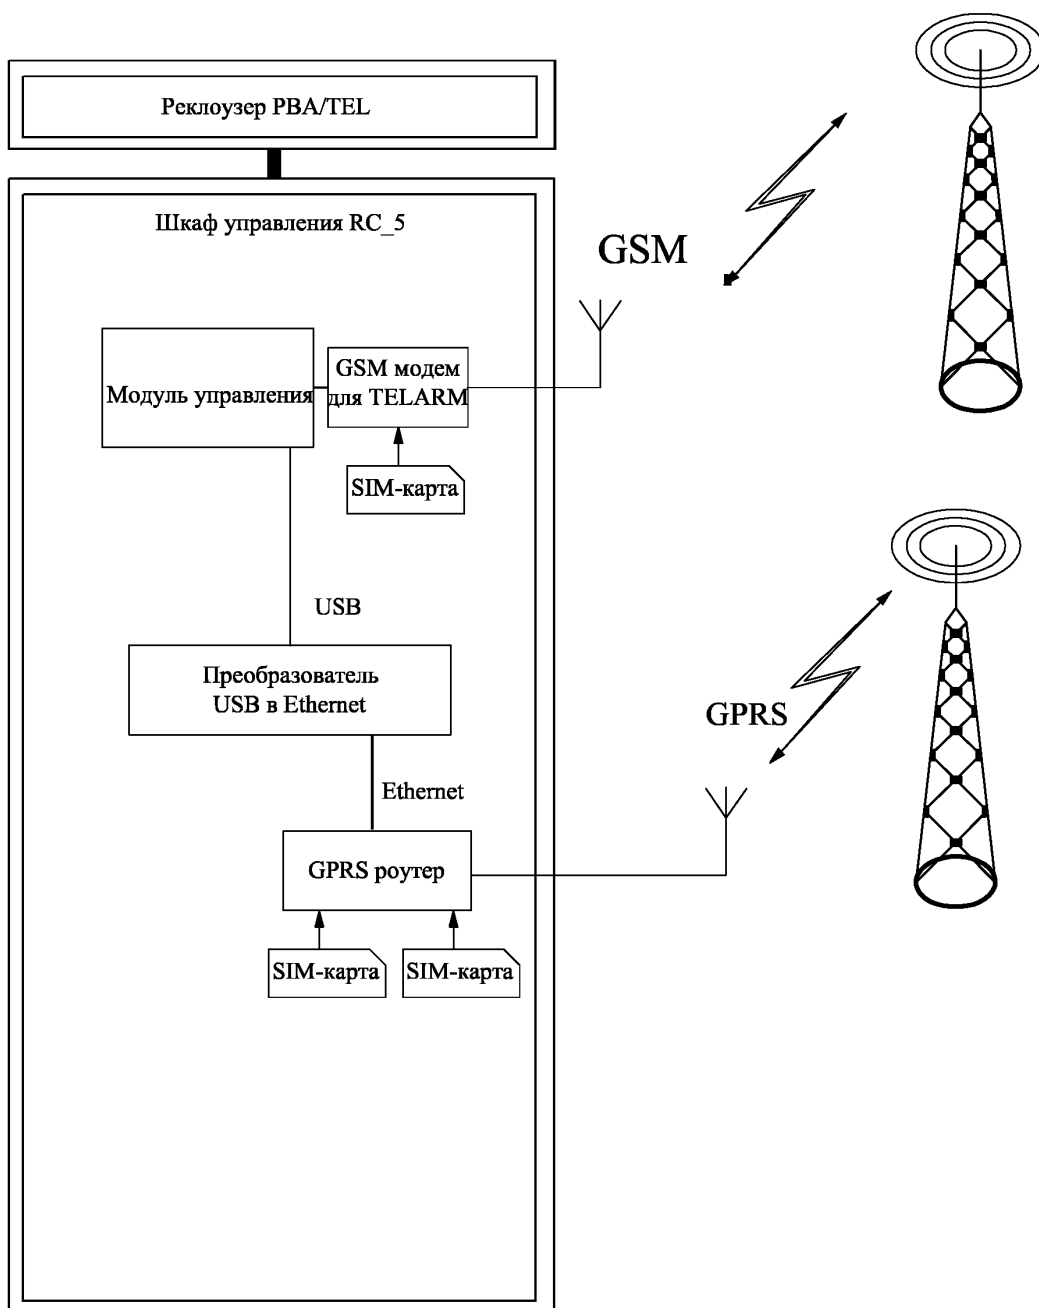 Реклоузер РВА/TEL
Шкаф управления RC_5
GSM
Модуль управления
GSM модем
для TELARM
SIM-карта
USB
Преобразователь
USB в Ethernet
GPRS
Ethernet
GPRS роутер
SIM-карта
SIM-карта